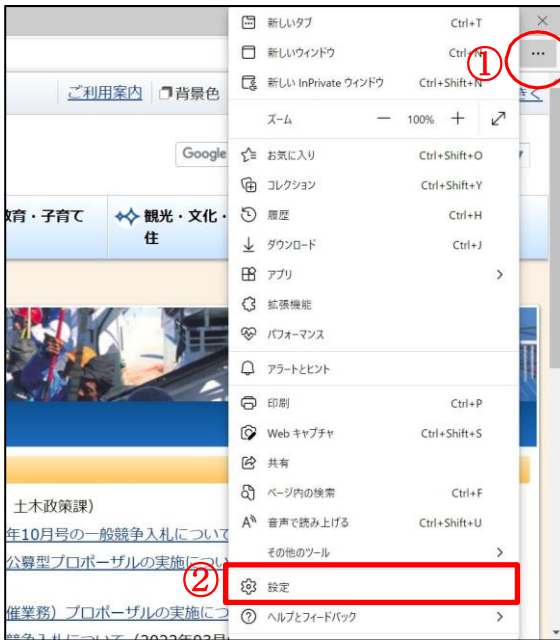 新しいタブ Ctrl+T
新しいウィンドウ Ctrl+N
①
新しい InPrivate ウィンドウ Ctrl+Shift+N
ズーム 100%
お気に入り Ctrl+Shift+O
コレクション Ctrl+Shift+Y
履歴 Ctrl+H
ダウンロード Ctrl+J
アプリ
拡張機能
パフォーマンス
アラートとヒント
印刷 Ctrl+P
Web キャプチャ Ctrl+Shift+S
共有
ページ内の検索 Ctrl+F
音声で読み上げる Ctrl+Shift+U
その他のツール
② 設定
ヘルプとフィードバック
ご利用案内 背景色
Google
育・子育て
観光・文化・
住
土木政策課)
年10月号の一般競争入札について
公募型プロポーザルの実施につい
催業務) プロポーザルの実施につ